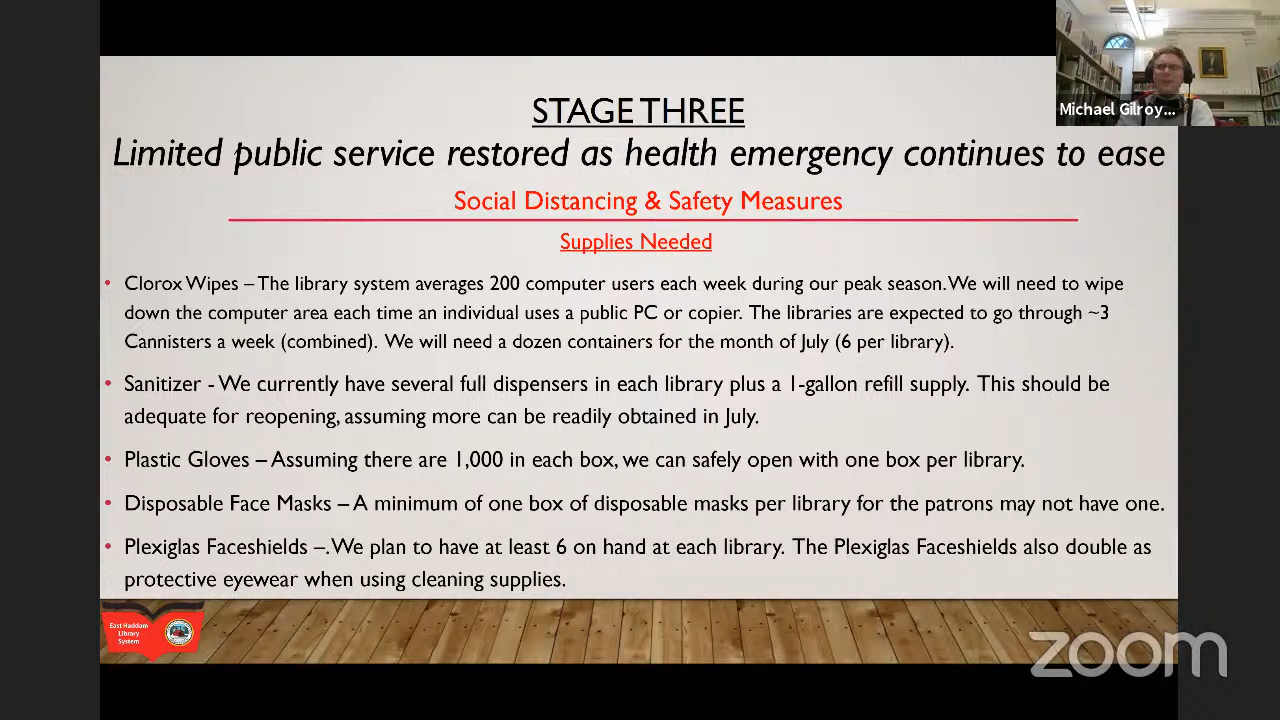 Michael Gilroy...
STAGE THREE
Limited public service restored as health emergency continues to ease
Social Distancing & Safety Measures
Supplies Needed
• Clorox Wipes – The library system averages 200 computer users each week during our peak season. We will need to wipe
down the computer area each time an individual uses a public PC or copier. The libraries are expected to go through ~3
Cannisters a week (combined). We will need a dozen containers for the month of July (6 per library).
• Sanitizer - We currently have several full dispensers in each library plus a 1-gallon refill supply. This should be
adequate for reopening, assuming more can be readily obtained in July.
• Plastic Gloves – Assuming there are 1,000 in each box, we can safely open with one box per library.
• Disposable Face Masks – A minimum of one box of disposable masks per library for the patrons may not have one.
• Plexiglas Faceshields –. We plan to have at least 6 on hand at each library. The Plexiglas Faceshields also double as
protective eyewear when using cleaning supplies.
East Haddam
Library
System
zoom